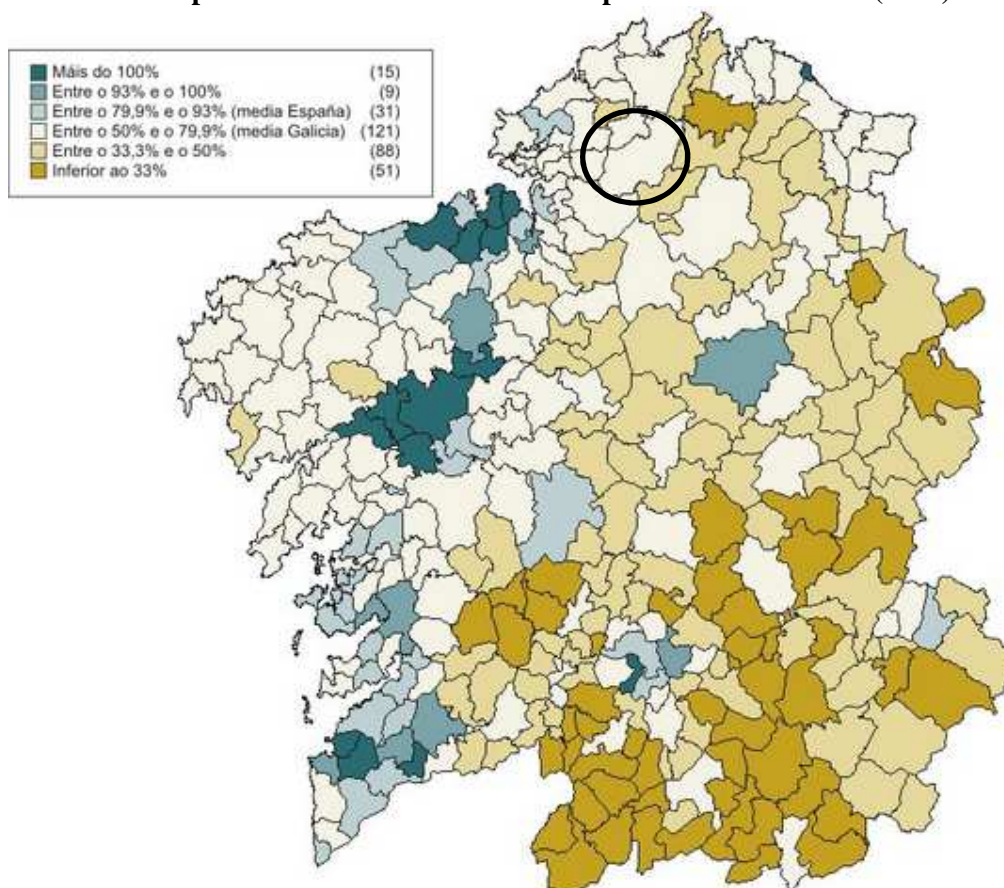 Máis do 100% (15)
Entre o 93% e o 100% (9)
Entre o 79,9% e o 93% (media España) (31)
Entre o 50% e o 79,9% (media Galicia) (121)
Entre o 33,3% e o 50% (88)
Inferior ao 33% (51)